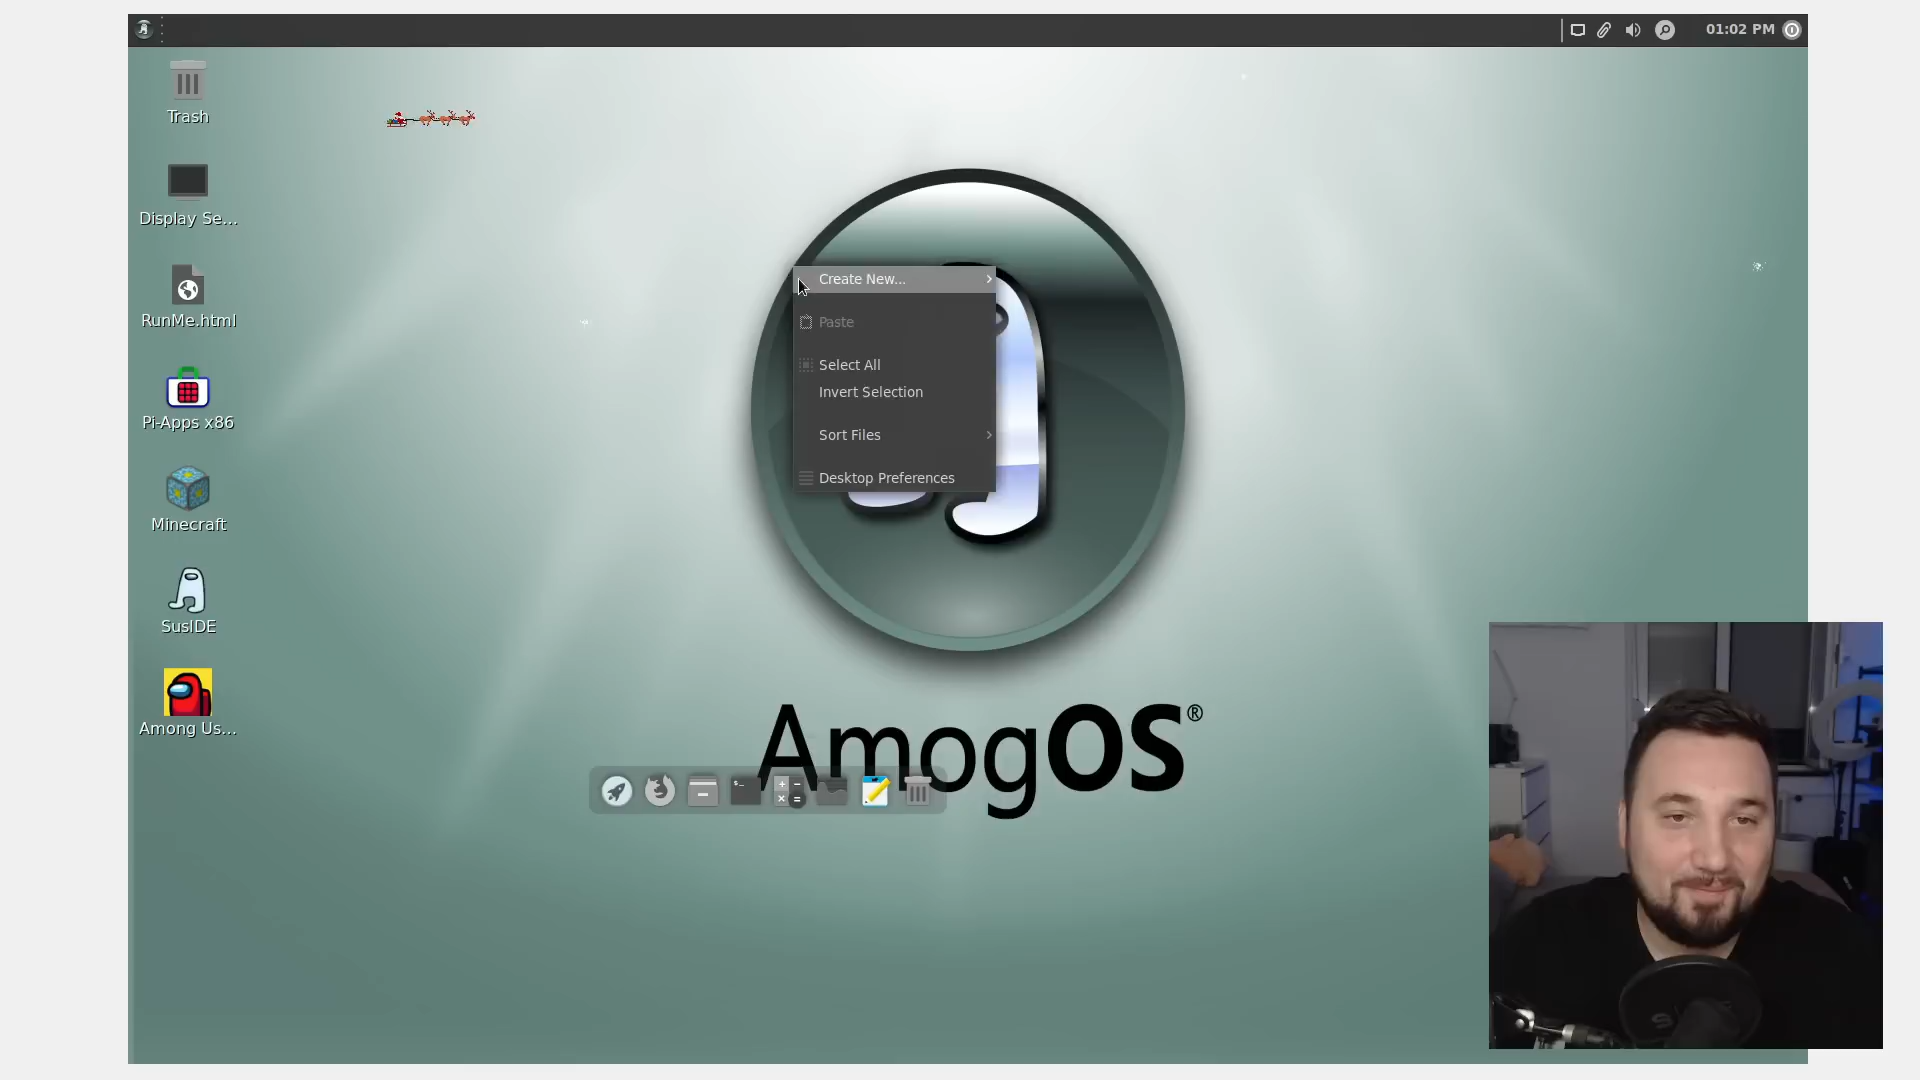 01:02 PM
Trash
Display Se...
RunMe.html
Pi-Apps x86
Minecraft
SusIDE
Among Us...
Create New...
Paste
Select All
Invert Selection
Sort Files
Desktop Preferences
AmogOS®